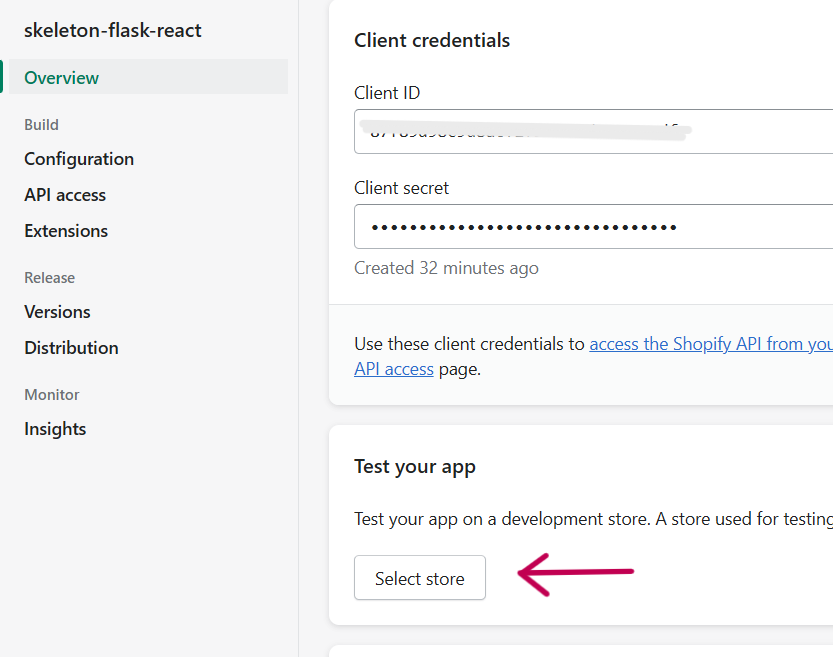 skeleton-flask-react
Overview
Build
Configuration
API access
Extensions
Release
Versions
Distribution
Monitor
Insights
Client credentials
Client ID
Client secret
••••••••••••••••••••••••••••••••
Created 32 minutes ago
Use these client credentials to access the Shopify API from you
API access page.
Test your app
Test your app on a development store. A store used for testing
Select store